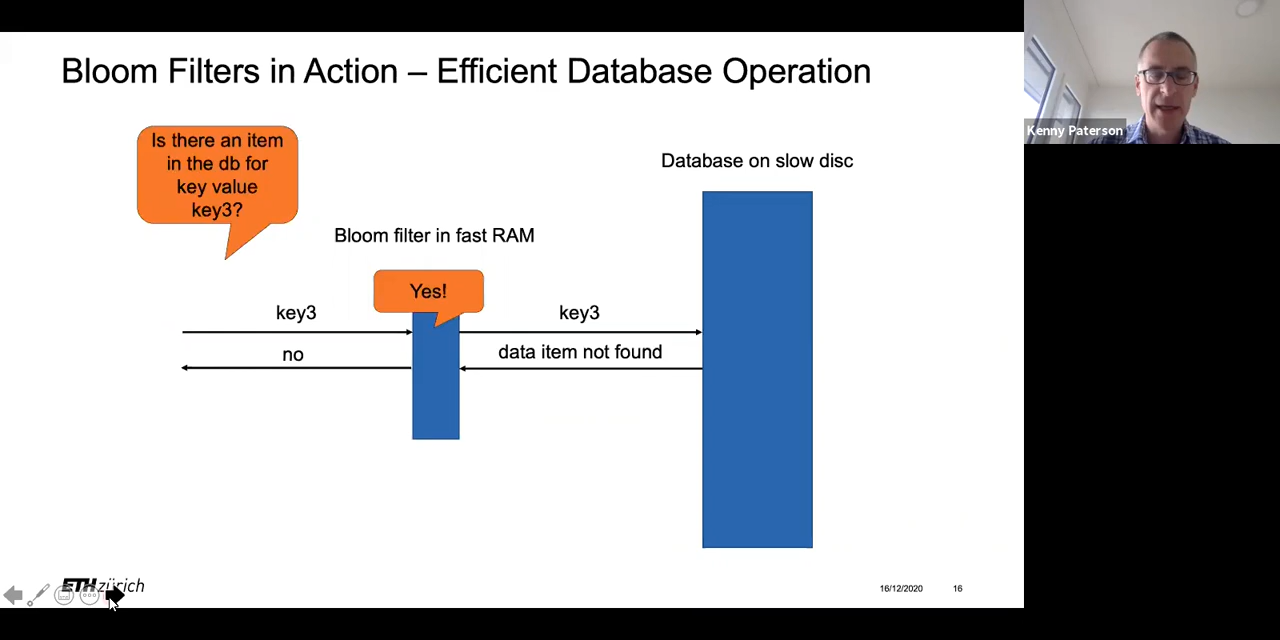 Bloom Filters in Action – Efficient Database Operation
Is there an item
in the db for
key value
key3?
Database on slow disc
Bloom filter in fast RAM
Yes!
key3
key3
no
data item not found
ETH zürich
16/12/2020
16
Kenny Paterson